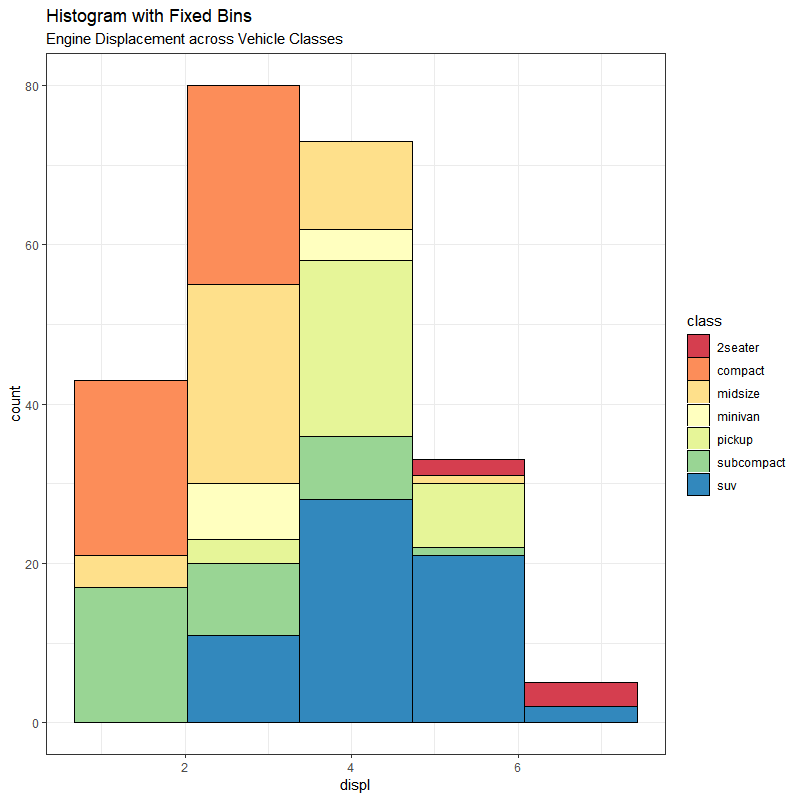 Histogram with Fixed Bins
Engine Displacement across Vehicle Classes
80
60
40
20
0
count
2 4 6
displ
class
2seater
compact
midsize
minivan
pickup
subcompact
suv